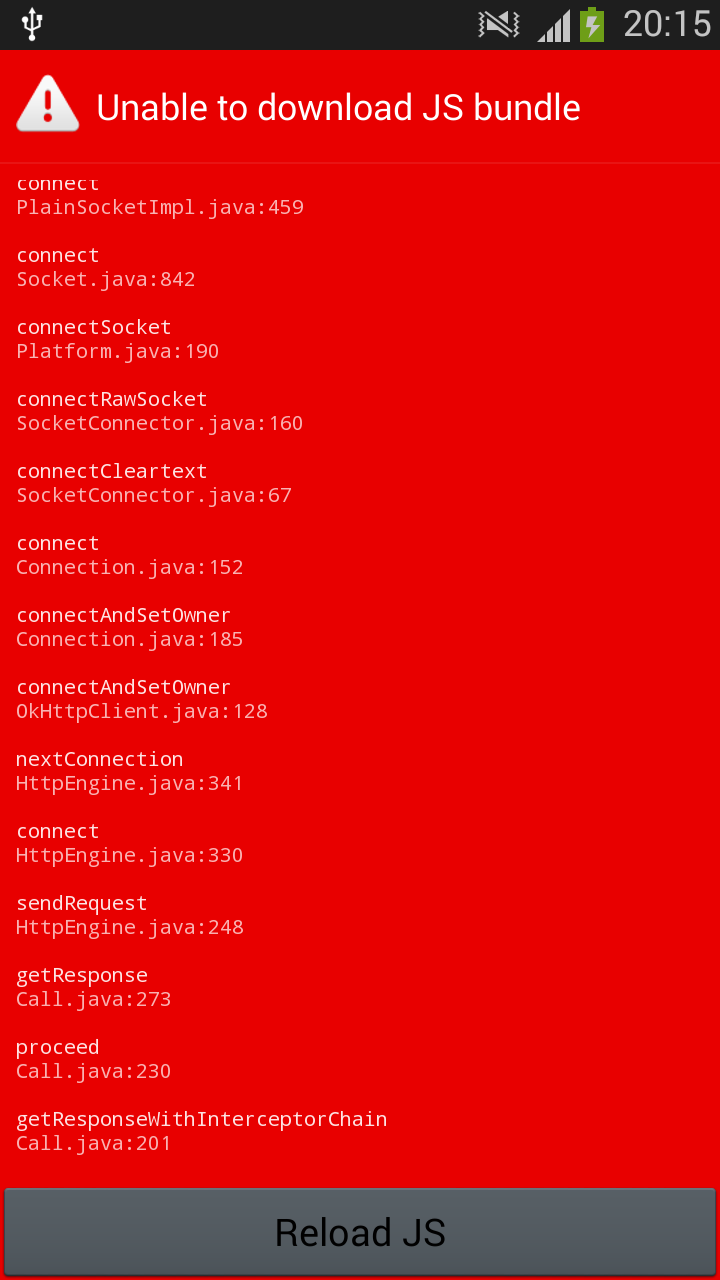 20:15
Unable to download JS bundle
connect
PlainSocketImpl.java:459
connect
Socket.java:842
connectSocket
Platform.java:190
connectRawSocket
SocketConnector.java:160
connectCleartext
SocketConnector.java:67
connect
Connection.java:152
connectAndSetOwner
Connection.java:185
connectAndSetOwner
OkHttpClient.java:128
nextConnection
HttpEngine.java:341
connect
HttpEngine.java:330
sendRequest
HttpEngine.java:248
getResponse
Call.java:273
proceed
Call.java:230
getResponseWithInterceptorChain
Call.java:201
Reload JS